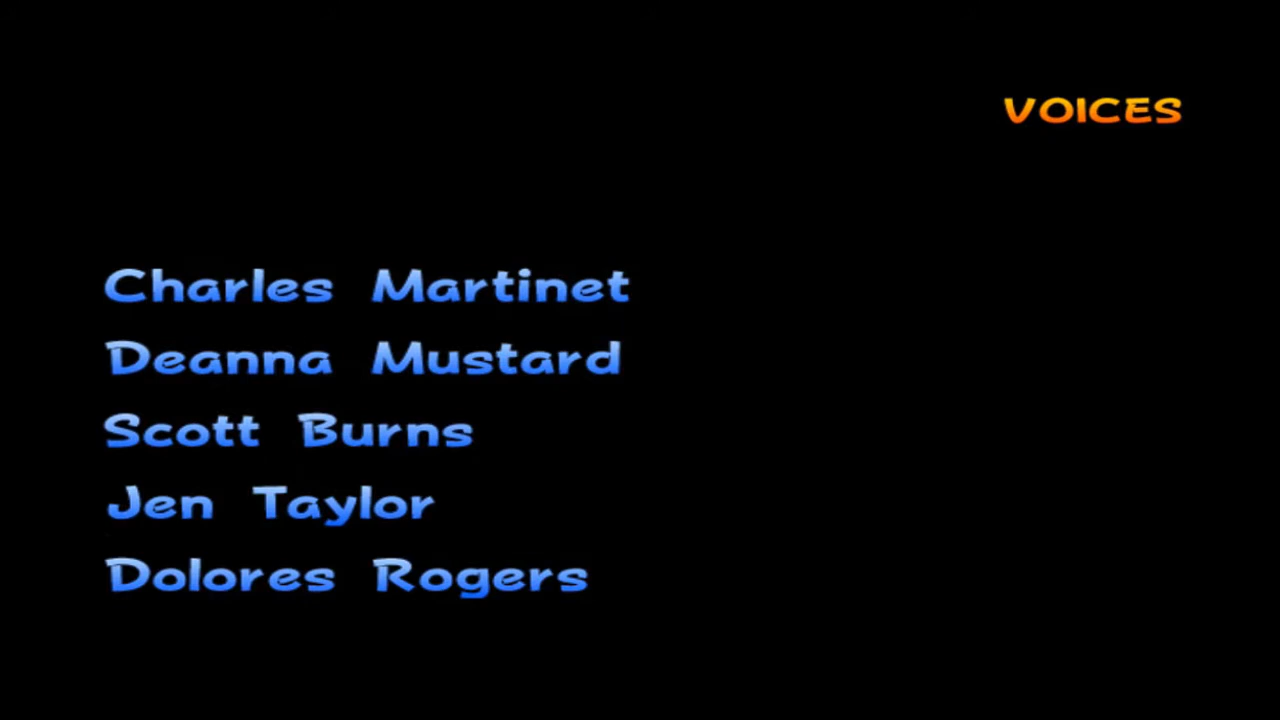 VOICES
Charles Martinet
Deanna Mustard
Scott Burns
Jen Taylor
Dolores Rogers